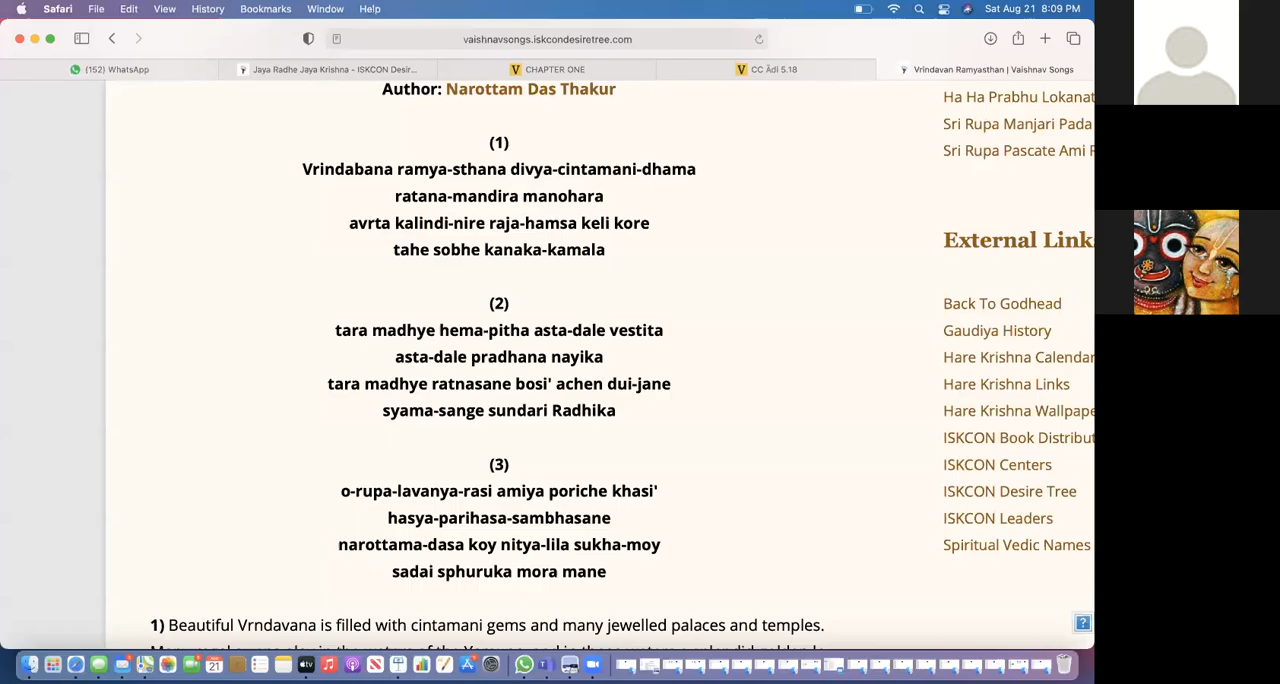 Safari File Edit View History Bookmarks Window Help Sat Aug 21 8:09 PM
vaishnavsongs.iskcondesiretree.com
(152) WhatsApp Jaya Radhe Jaya Krishna - ISKCON Desir... CHAPTER ONE CC Ādi 5.18 Vrindavan Ramyasthan | Vaishnav Songs
Author: Narottam Das Thakur
(1)
Vrindabana ramya-sthana divya-cintamani-dhama
ratana-mandira manohara
avrta kalindi-nire raja-hamsa keli kore
tahe sobhe kanaka-kamala
(2)
tara madhye hema-pitha asta-dale vestita
asta-dale pradhana nayika
tara madhye ratnasane bosi' achen dui-jane
syama-sange sundari Radhika
(3)
o-rupa-lavanya-rasi amiya poriche khasi'
hasya-parihasa-sambhasane
narottama-dasa koy nitya-lila sukha-moy
sadai sphuruka mora mane
1) Beautiful Vrndavana is filled with cintamani gems and many jewelled palaces and temples.
Ha Ha Prabhu Lokanat
Sri Rupa Manjari Pada
Sri Rupa Pascate Ami
External Link
Back To Godhead
Gaudiya History
Hare Krishna Calendar
Hare Krishna Links
Hare Krishna Wallpape
ISKCON Book Distribut
ISKCON Centers
ISKCON Desire Tree
ISKCON Leaders
Spiritual Vedic Names